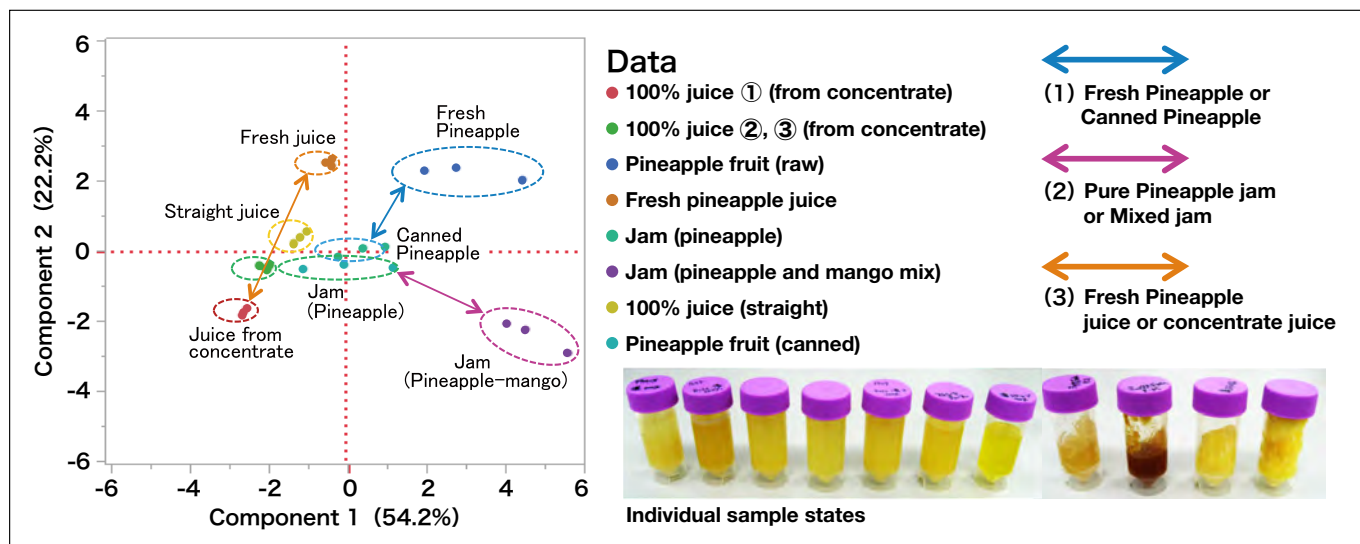 6
4
2
0
-2
-4
-6
-6
-4
-2
0
2
4
6
Component 2 (22.2%)
Component 1 (54.2%)
Fresh juice
Fresh
Pineapple
Straight juice
Canned
Pineapple
Jam
(Pineapple)
Juice from
concentrate
Jam
(Pineapple-mango)
Data
100% juice ① (from concentrate)
100% juice ②, ③ (from concentrate)
Pineapple fruit (raw)
Fresh pineapple juice
Jam (pineapple)
Jam (pineapple and mango mix)
100% juice (straight)
Pineapple fruit (canned)
(1) Fresh Pineapple or
Canned Pineapple
(2) Pure Pineapple jam
or Mixed jam
(3) Fresh Pineapple
juice or concentrate juice
Individual sample states